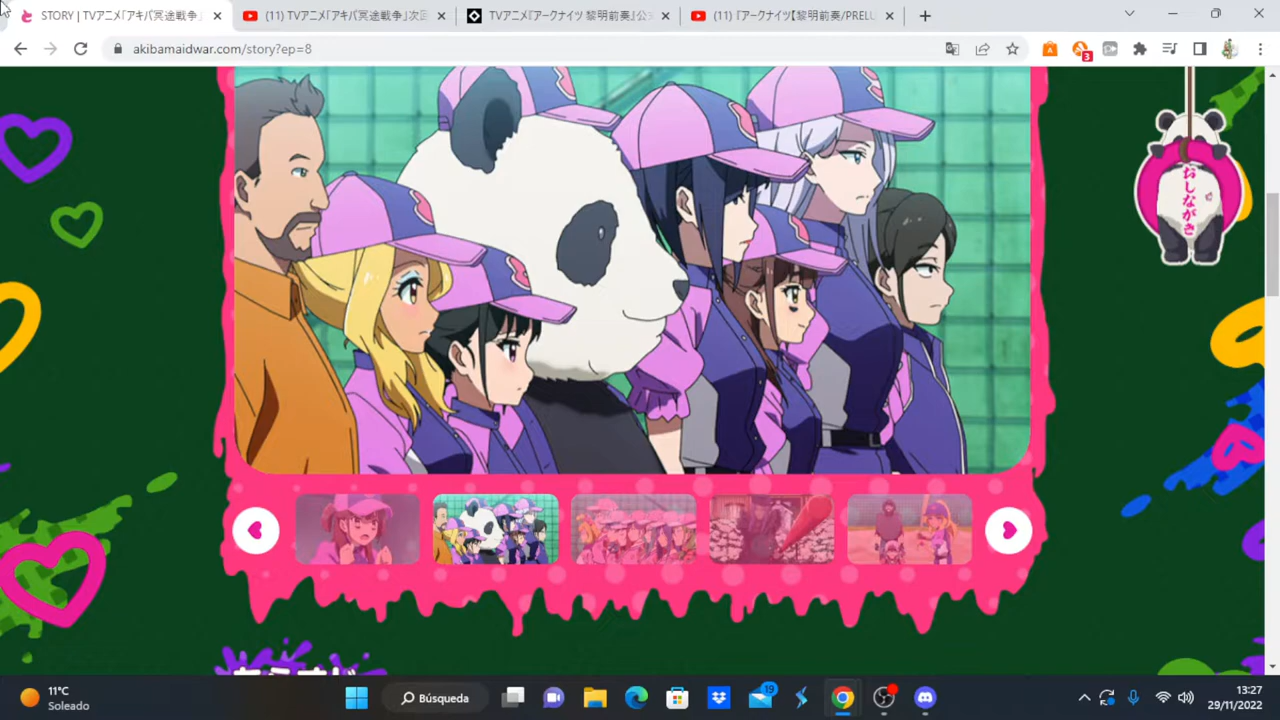 STORY | TVアニメ「アキバ冥途戦争」
(11) TVアニメ「アキバ冥途戦争」次回
TVアニメ『アークナイツ 黎明前奏』公式
(11) 『アークナイツ【黎明前奏/PRELU
akibamaidwar.com/story?ep=8
3
おしながき
11°C
Soleado
Búsqueda
19
13:27
29/11/2022